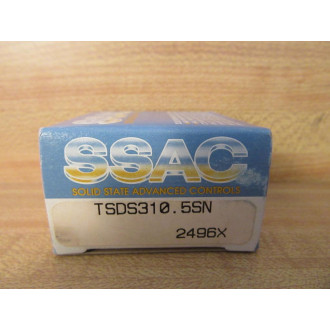 SSAC
SOLID STATE ADVANCED CONTROLS
TSDS310.5SN
2496X